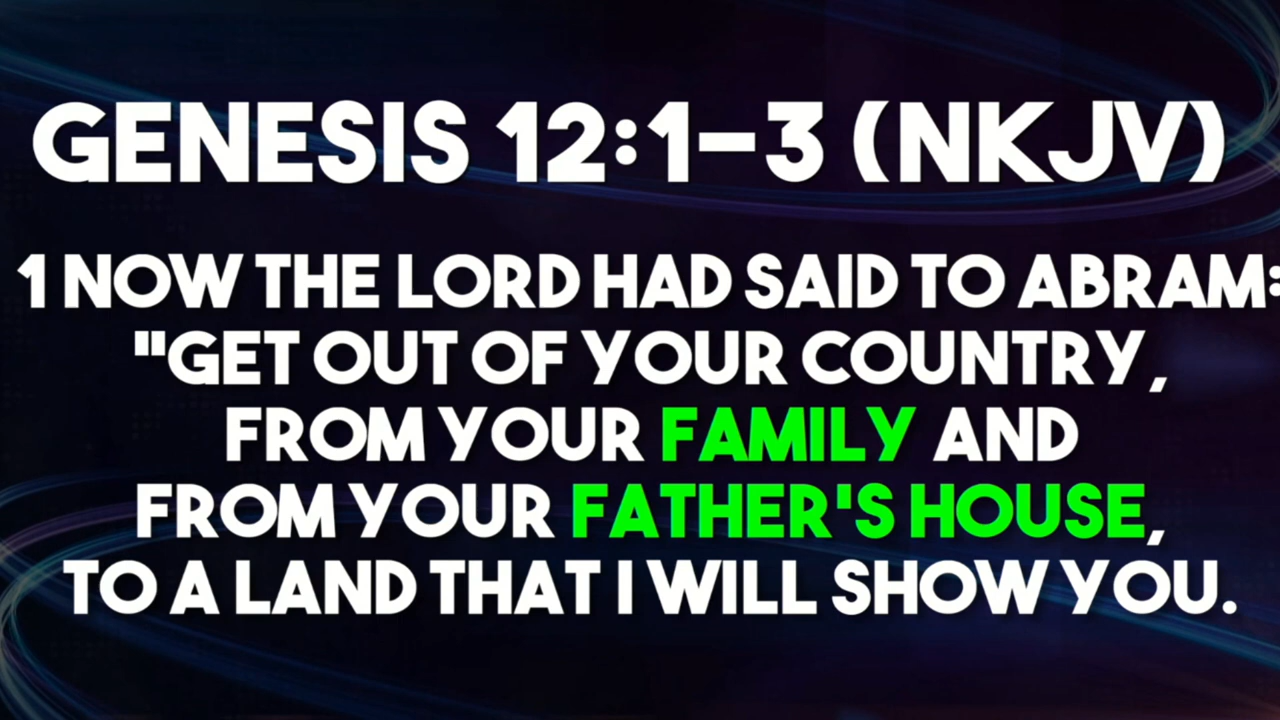 GENESIS 12:1-3 (NKJV)
1 NOW THE LORD HAD SAID TO ABRAM:
"GET OUT OF YOUR COUNTRY,
FROM YOUR FAMILY AND
FROM YOUR FATHER'S HOUSE,
TO A LAND THAT I WILL SHOW YOU.